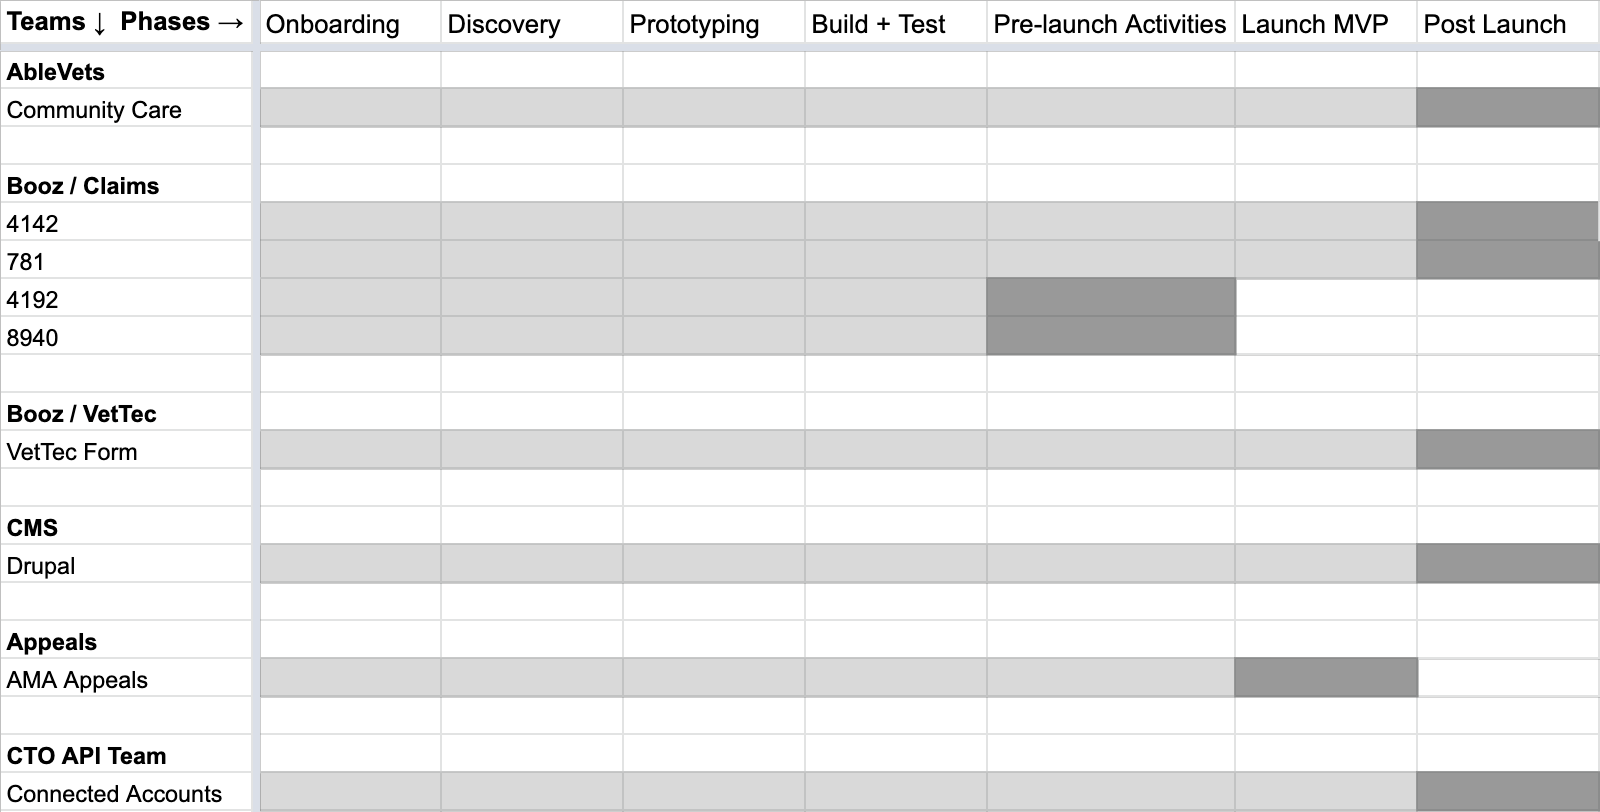 Teams ↓ Phases → Onboarding Discovery Prototyping Build + Test Pre-launch Activities Launch MVP Post Launch
AbleVets
Community Care
Booz / Claims
4142
781
4192
8940
Booz / VetTec
VetTec Form
CMS
Drupal
Appeals
AMA Appeals
CTO API Team
Connected Accounts